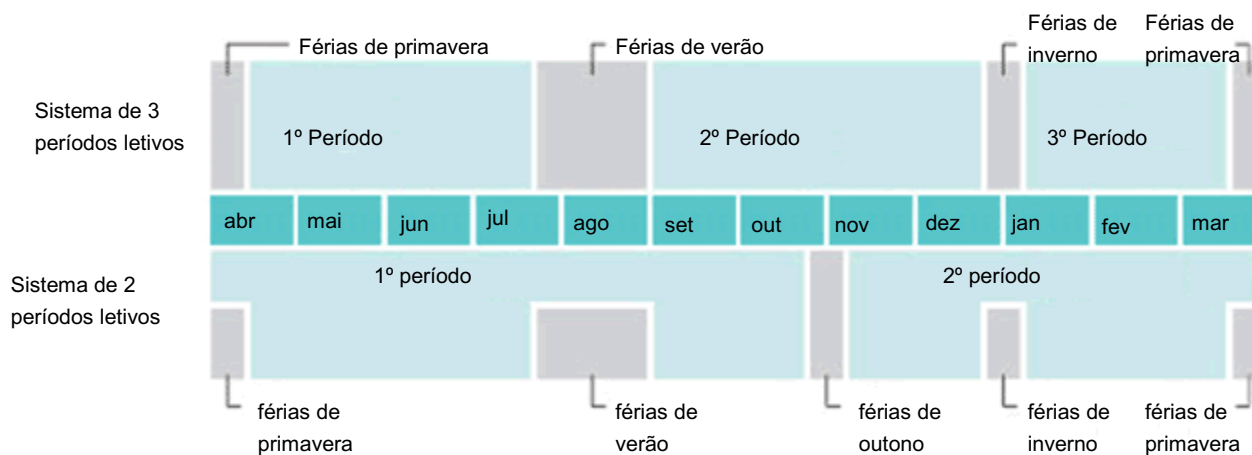 Férias de primavera
Férias de verão
Férias de
inverno
Férias de
primavera
Sistema de 3
períodos letivos
1º Período
2º Período
3º Período
abr
mai
jun
jul
ago
set
out
nov
dez
jan
fev
mar
Sistema de 2
períodos letivos
1º período
2º período
férias de
primavera
férias de
verão
férias de
outono
férias de
inverno
férias de
primavera